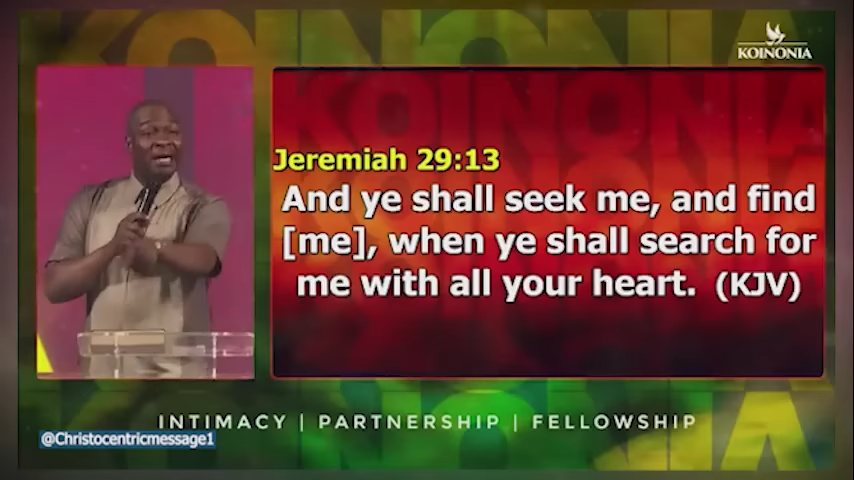 KOINONIA
Jeremiah 29:13
And ye shall seek me, and find
[me], when ye shall search for
me with all your heart. (KJV)
INTIMACY | PARTNERSHIP | FELLOWSHIP
@Christocentricmessage1